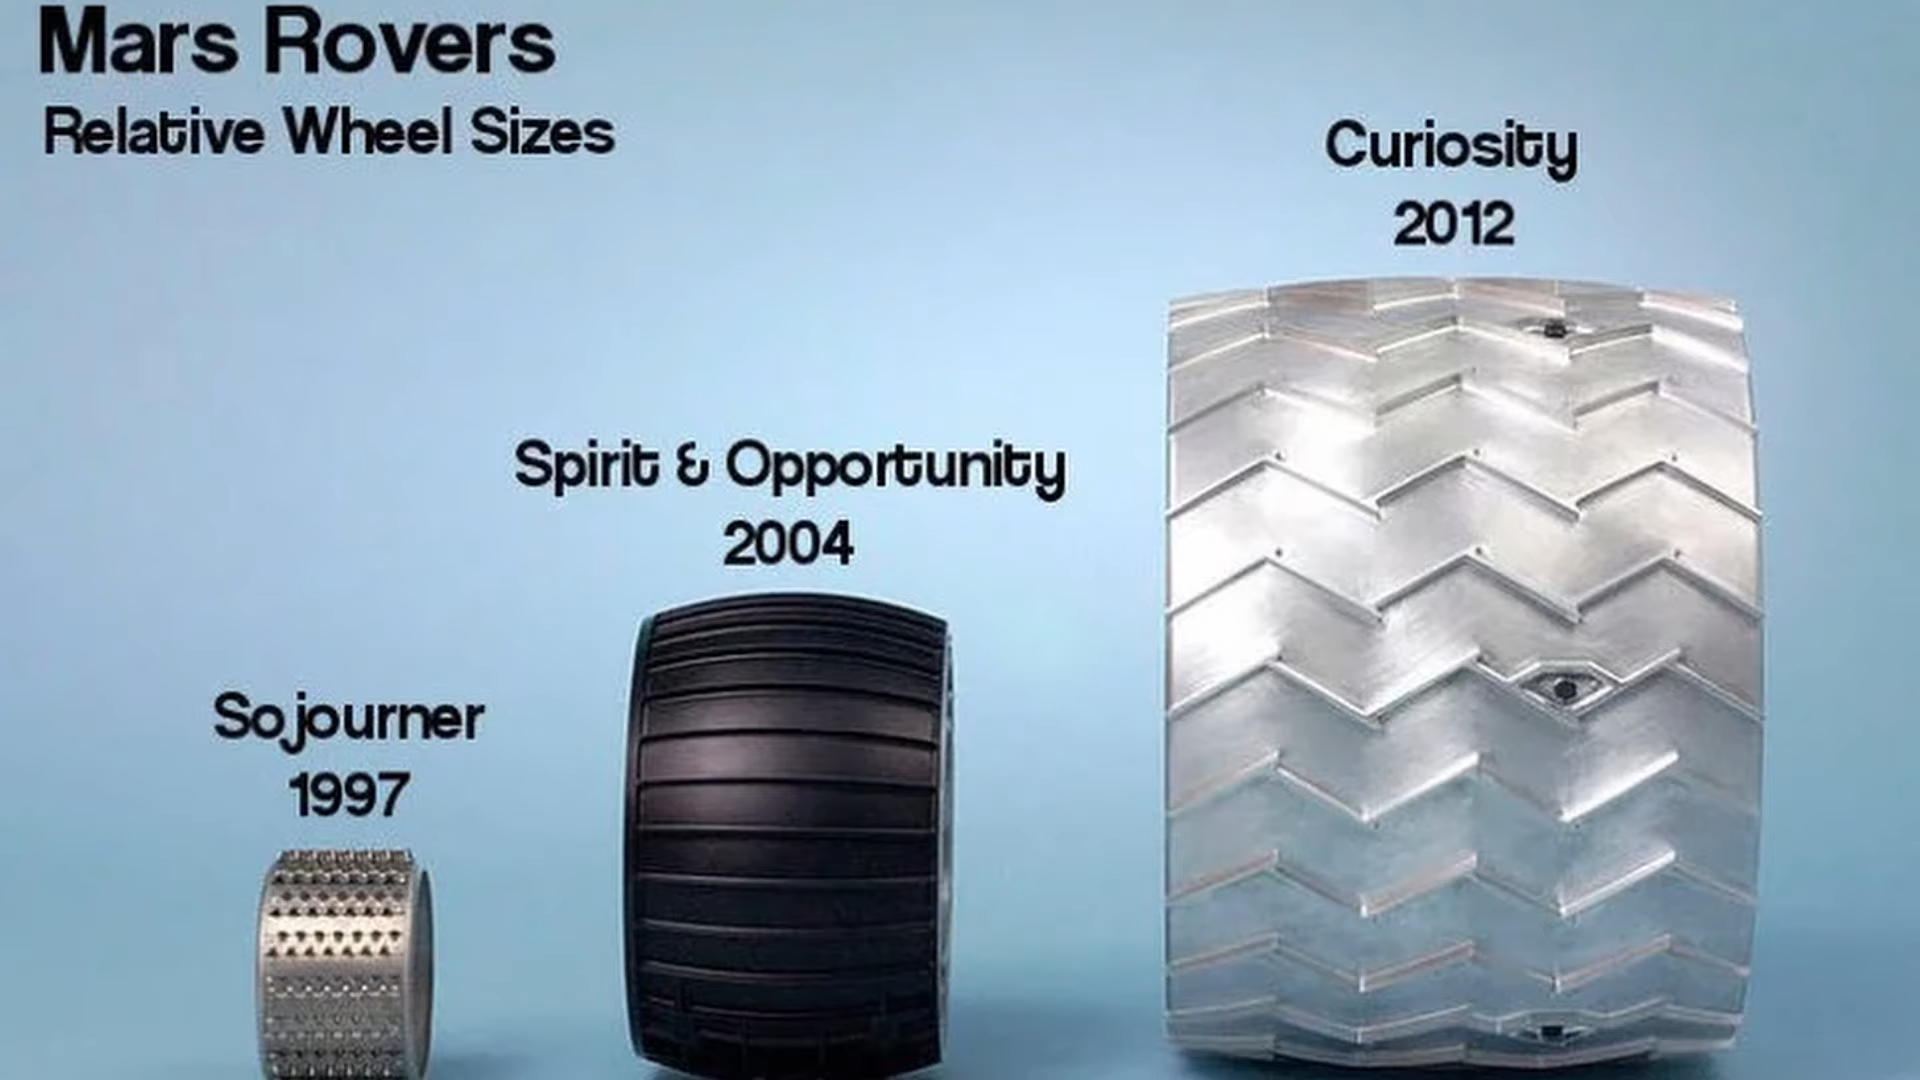 Mars Rovers
Relative Wheel Sizes
Curiosity
2012
Spirit & Opportunity
2004
Sojourner
1997